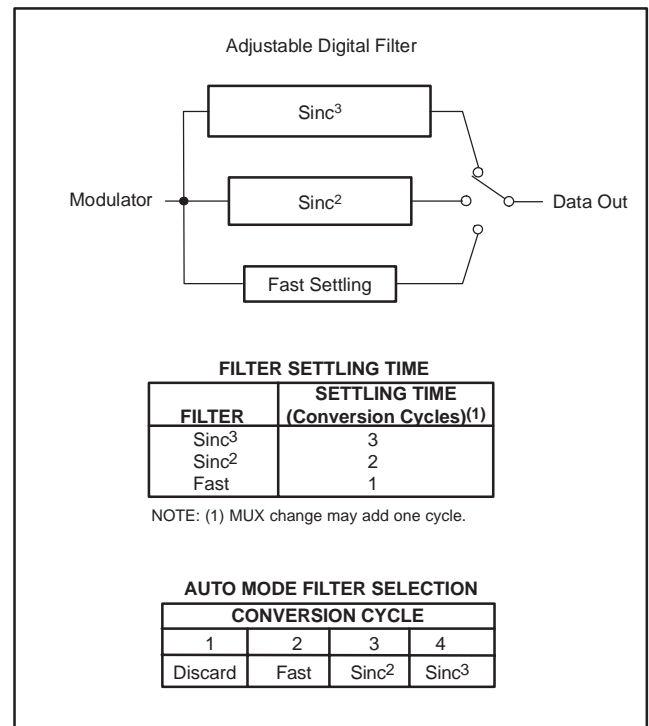 Adjustable Digital Filter
Sinc³
Modulator
Sinc²
Data Out
Fast Settling
FILTER SETTLING TIME
FILTER SETTLING TIME (Conversion Cycles)(1)
Sinc³ 3
Sinc² 2
Fast 1
NOTE: (1) MUX change may add one cycle.
AUTO MODE FILTER SELECTION
CONVERSION CYCLE
1 2 3 4
Discard Fast Sinc² Sinc³